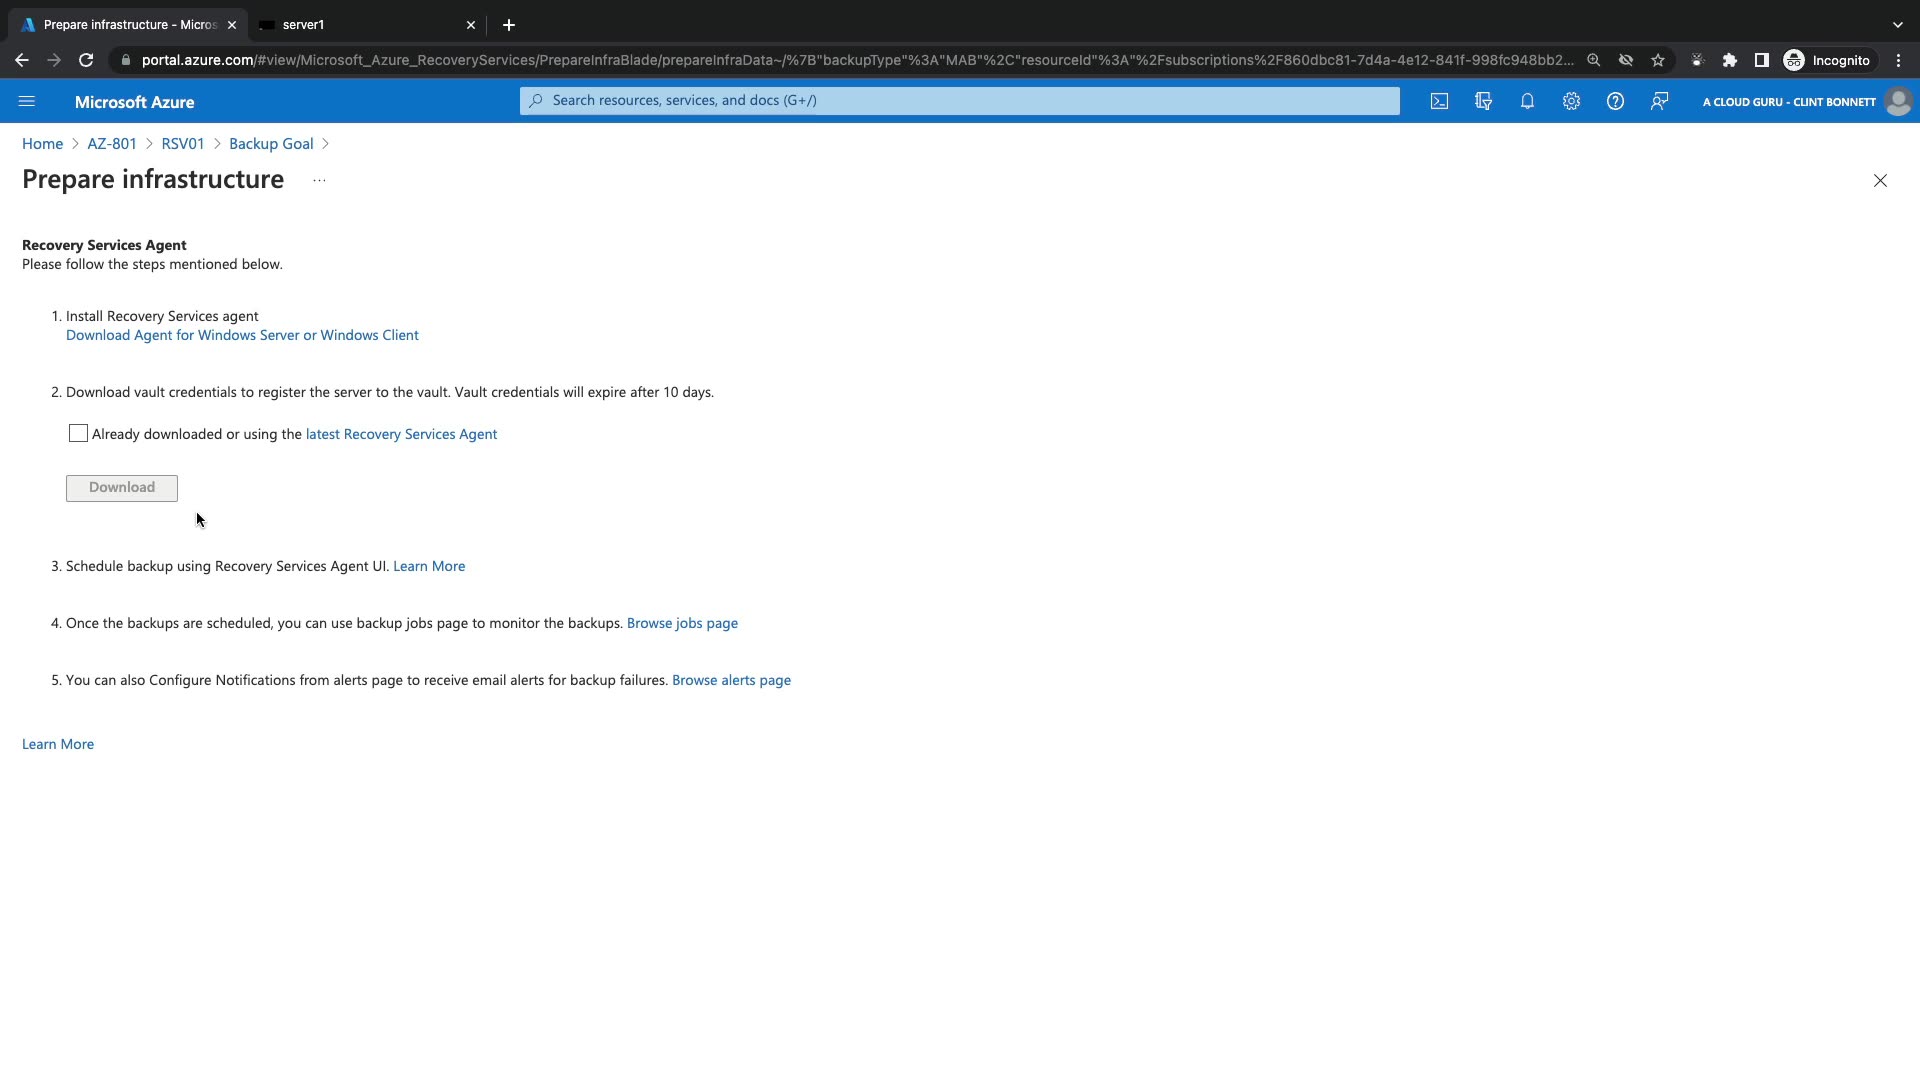 Prepare infrastructure - Micros
server1
portal.azure.com/#view/Microsoft_Azure_RecoveryServices/PrepareInfraBlade/prepareInfraData~/%7B"backupType"%3A"MAB"%2C"resourceId"%3A"%2Fsubscriptions%2F860dbc81-7d4a-4e12-841f-998fc948bb2...
Incognito
Microsoft Azure
Search resources, services, and docs (G+/)
A CLOUD GURU - CLINT BONNETT
Home > AZ-801 > RSV01 > Backup Goal >
Prepare infrastructure ...
Recovery Services Agent
Please follow the steps mentioned below.
1. Install Recovery Services agent
Download Agent for Windows Server or Windows Client
2. Download vault credentials to register the server to the vault. Vault credentials will expire after 10 days.
Already downloaded or using the latest Recovery Services Agent
Download
3. Schedule backup using Recovery Services Agent UI. Learn More
4. Once the backups are scheduled, you can use backup jobs page to monitor the backups. Browse jobs page
5. You can also Configure Notifications from alerts page to receive email alerts for backup failures. Browse alerts page
Learn More